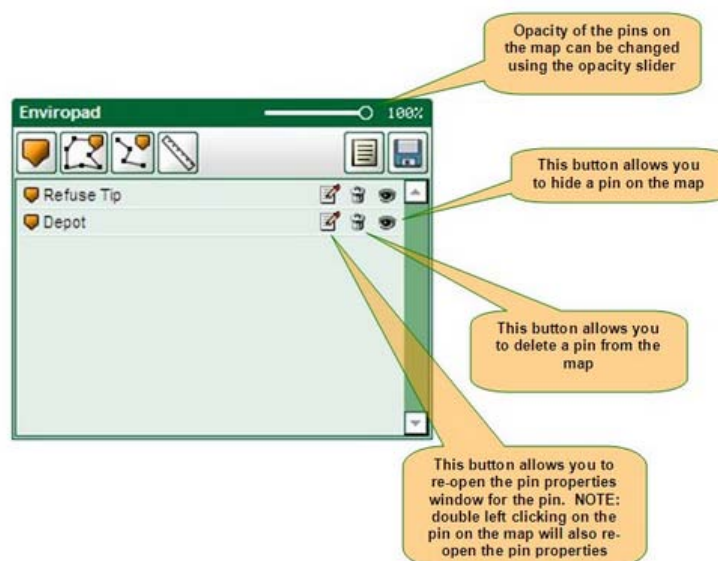 Opacity of the pins on
the map can be changed
using the opacity slider
Enviropad
100%
Refuse Tip
Depot
This button allows you
to hide a pin on the map
This button allows you
to delete a pin from the
map
This button allows you to
re-open the pin properties
window for the pin. NOTE:
double left clicking on the
pin on the map will also re-
open the pin properties